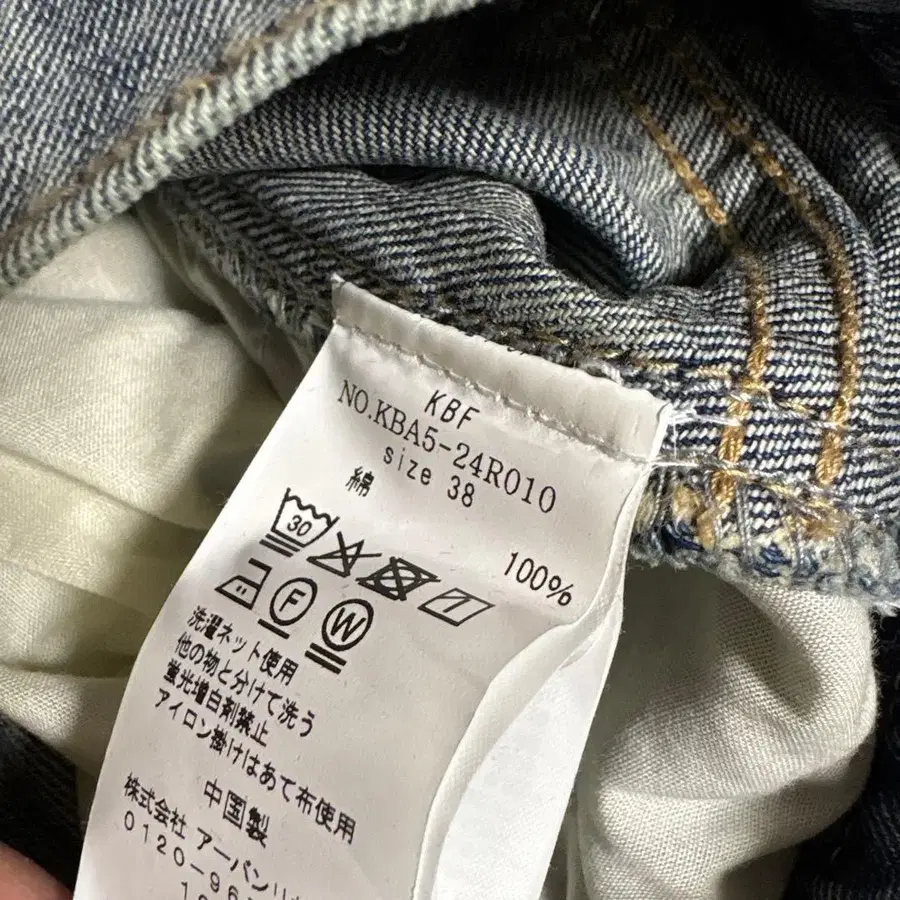 KBF
NO.KBA5-24R010
size 38
綿 100%
30
F W
洗濯ネット使用
他の物と分けて洗う
蛍光増白剤禁止
アイロン掛けはあて布使用
中国製
株式会社 アーバンリ
0120-96